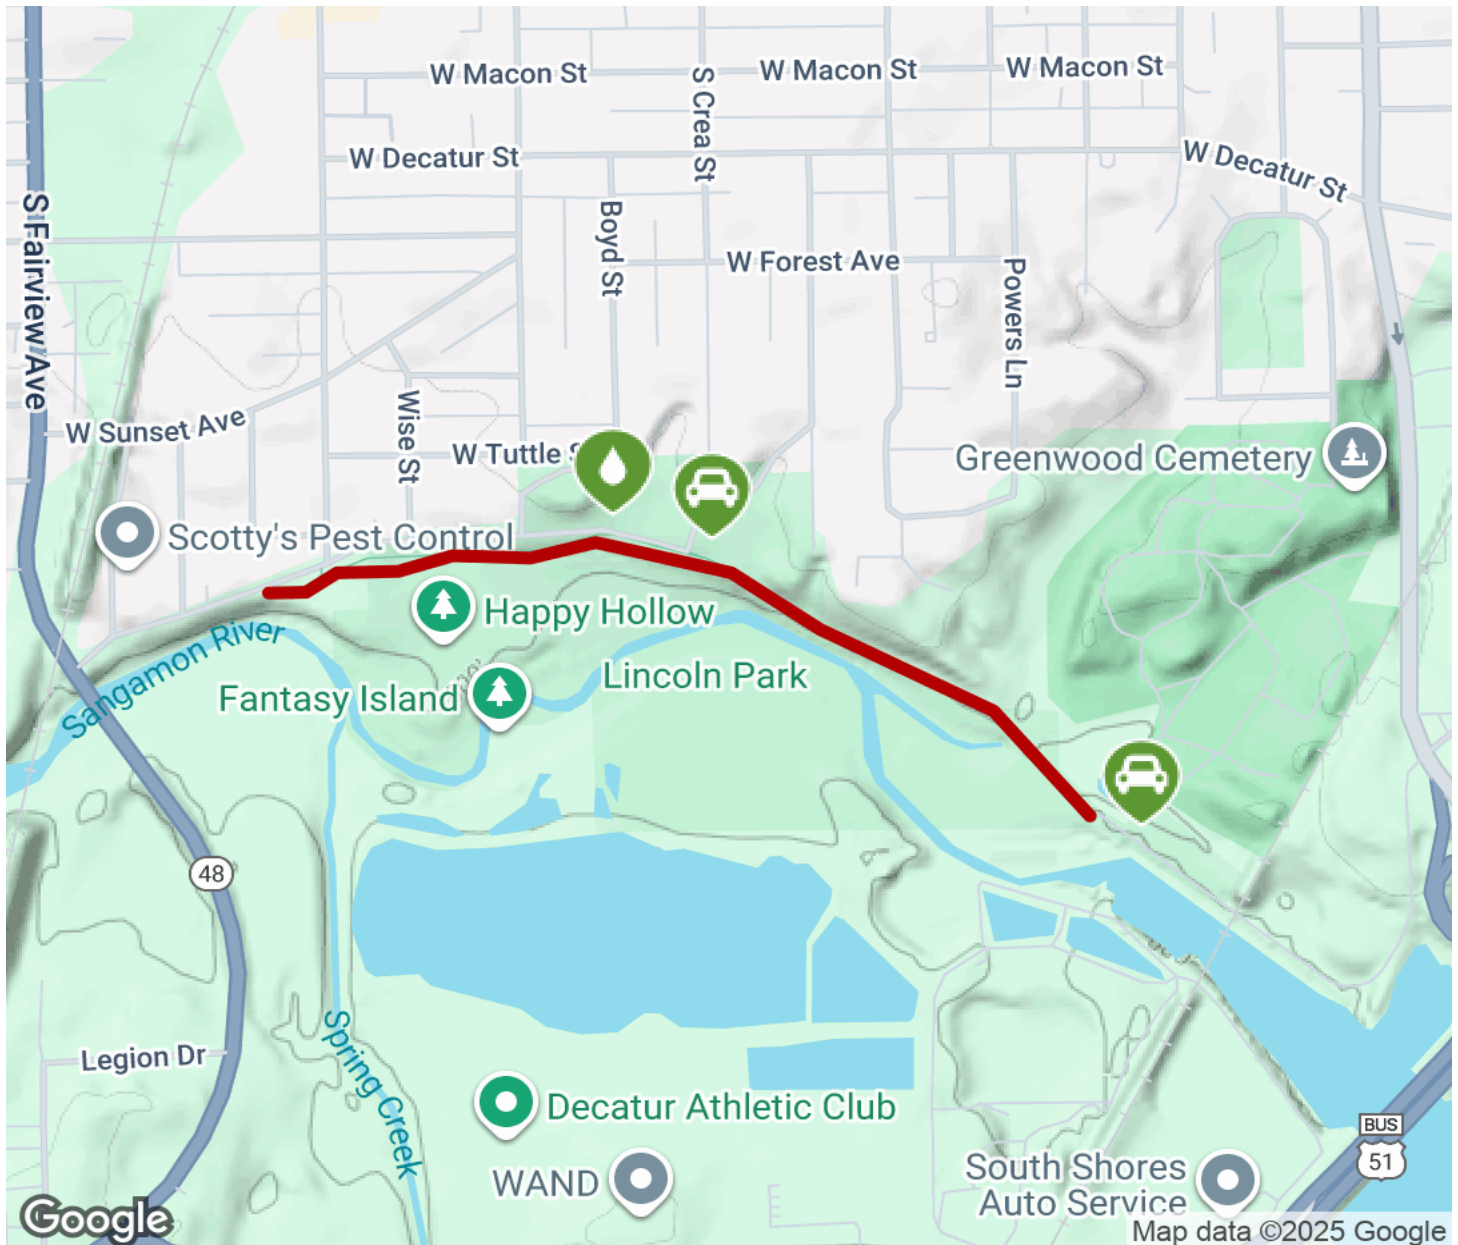 W Macon St
W Macon St
W Macon St
S Crea St
W Decatur St
W Decatur St
S Fairview Ave
Boyd St
W Forest Ave
Powers Ln
W Sunset Ave
Wise St
W Tuttle S
Greenwood Cemetery
Scotty's Pest Control
Happy Hollow
Sangamon River
Fantasy Island
Lincoln Park
48
Spring Creek
Legion Dr
Decatur Athletic Club
WAND
South Shores
Auto Service
BUS
51
Google
Map data ©2025 Google